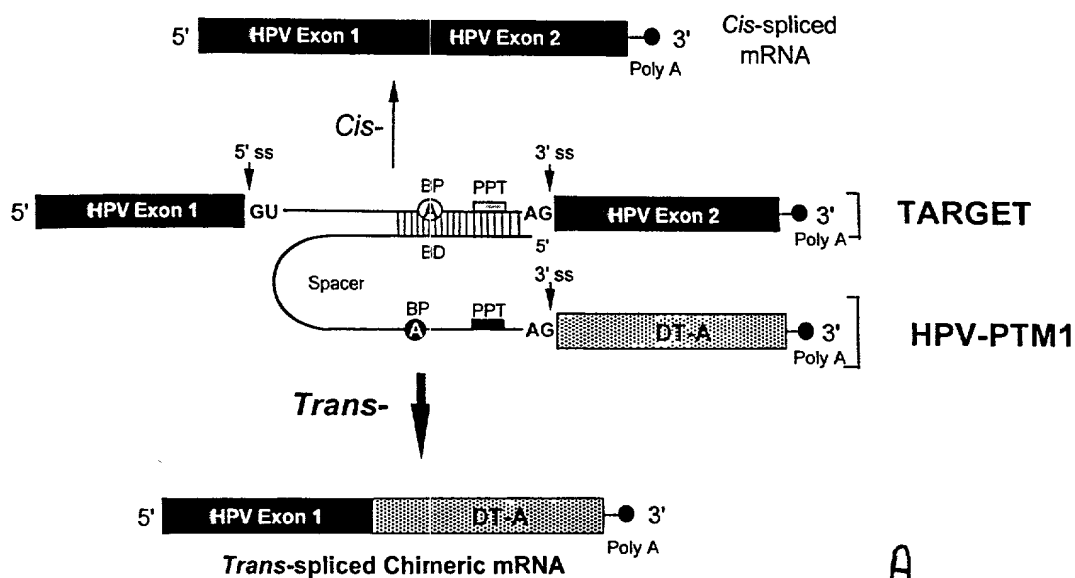 5' HPV Exon 1 HPV Exon 2 3'
Poly A
Cis-spliced
mRNA
Cis-
5' ss
3' ss
5' HPV Exon 1 GU BP A PPT AG HPV Exon 2 3'
Poly A
TARGET
BD
5'
Spacer
3' ss
BP A PPT AG DT-A 3'
Poly A
HPV-PTM1
Trans-
5' HPV Exon 1 DT-A 3'
Poly A
Trans-spliced Chimeric mRNA